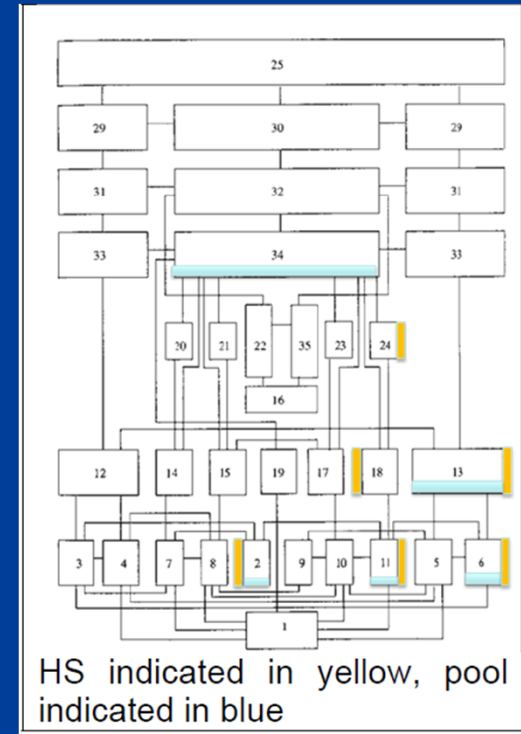 25
29 30 29
31 32 31
33 34 33
20 21 22 35 23 24
16
12 14 15 19 17 18 13
3 4 7 8 2 9 10 11 5 6
1
HS indicated in yellow, pool
indicated in blue